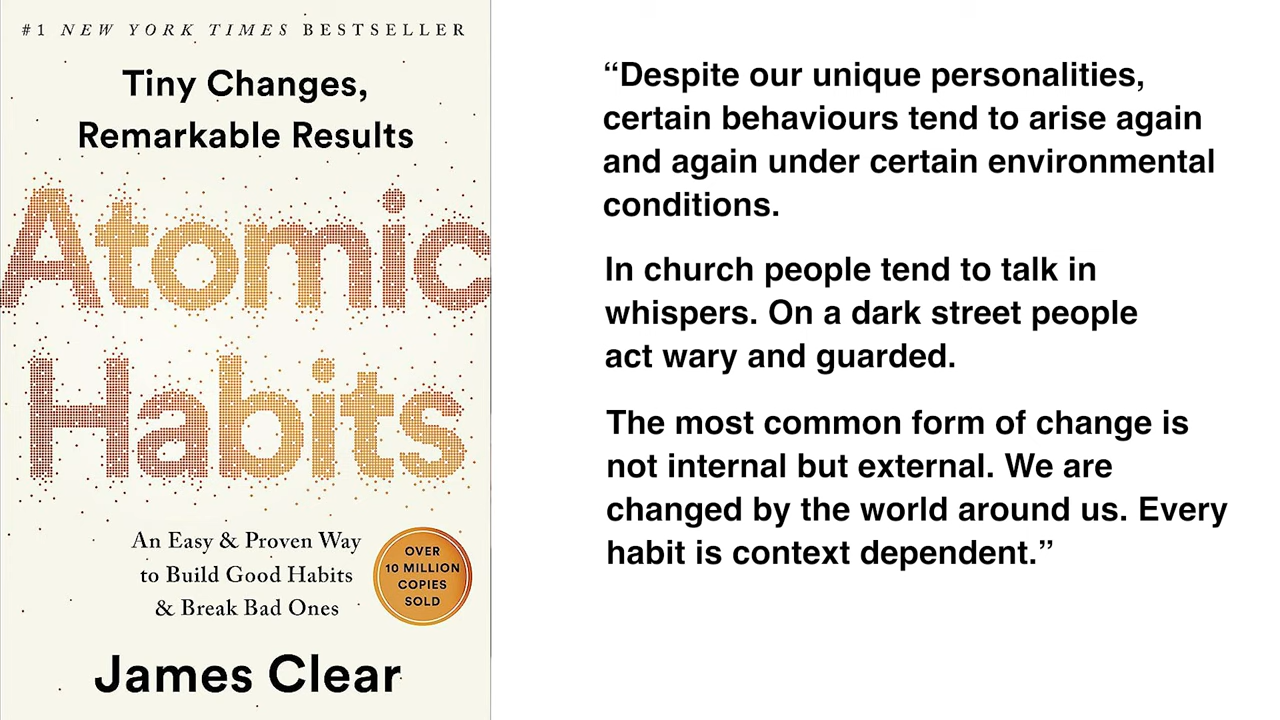 #1 NEW YORK TIMES BESTSELLER
Tiny Changes,
Remarkable Results
Atomic
Habits
An Easy & Proven Way
to Build Good Habits
& Break Bad Ones
OVER
10 MILLION
COPIES
SOLD
James Clear
“Despite our unique personalities,
certain behaviours tend to arise again
and again under certain environmental
conditions.
In church people tend to talk in
whispers. On a dark street people
act wary and guarded.
The most common form of change is
not internal but external. We are
changed by the world around us. Every
habit is context dependent.”